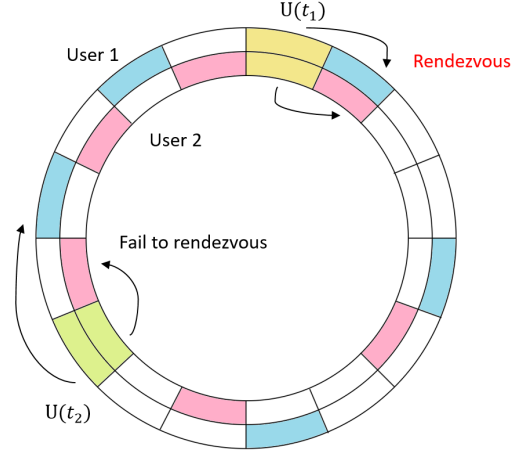 U(t₁)
User 1
Rendezvous
User 2
Fail to rendezvous
U(t₂)